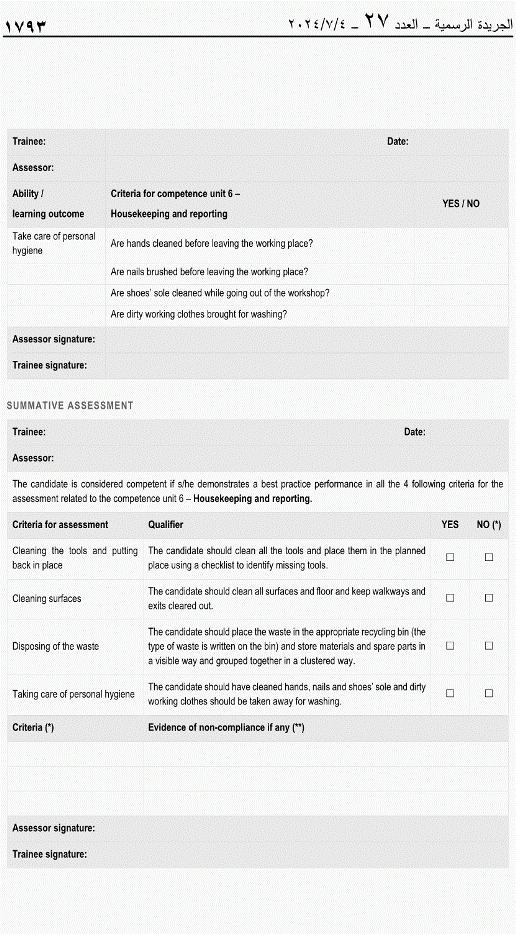 الجريدة الرسمية – العدد ٢٧ – ٢٠٢٤/٧/٤
١٧٩٣
Trainee:
Date:
Assessor:
Ability /
learning outcome
Criteria for competence unit 6 –
Housekeeping and reporting
YES / NO
Take care of personal
hygiene
Are hands cleaned before leaving the working place?
Are nails brushed before leaving the working place?
Are shoes' sole cleaned while going out of the workshop?
Are dirty working clothes brought for washing?
Assessor signature:
Trainee signature:
SUMMATIVE ASSESSMENT
Trainee:
Date:
Assessor:
The candidate is considered competent if s/he demonstrates a best practice performance in all the 4 following criteria for the
assessment related to the competence unit 6 – Housekeeping and reporting.
Criteria for assessment
Qualifier
YES
NO (*)
Cleaning the tools and putting
back in place
The candidate should clean all the tools and place them in the planned
place using a checklist to identify missing tools.
☐ ☐
Cleaning surfaces
The candidate should clean all surfaces and floor and keep walkways and
exits cleared out.
☐ ☐
Disposing of the waste
The candidate should place the waste in the appropriate recycling bin (the
type of waste is written on the bin) and store materials and spare parts in
a visible way and grouped together in a clustered way.
☐ ☐
Taking care of personal hygiene
The candidate should have cleaned hands, nails and shoes' sole and dirty
working clothes should be taken away for washing.
☐ ☐
Criteria (*)
Evidence of non-compliance if any (**)
Assessor signature:
Trainee signature: